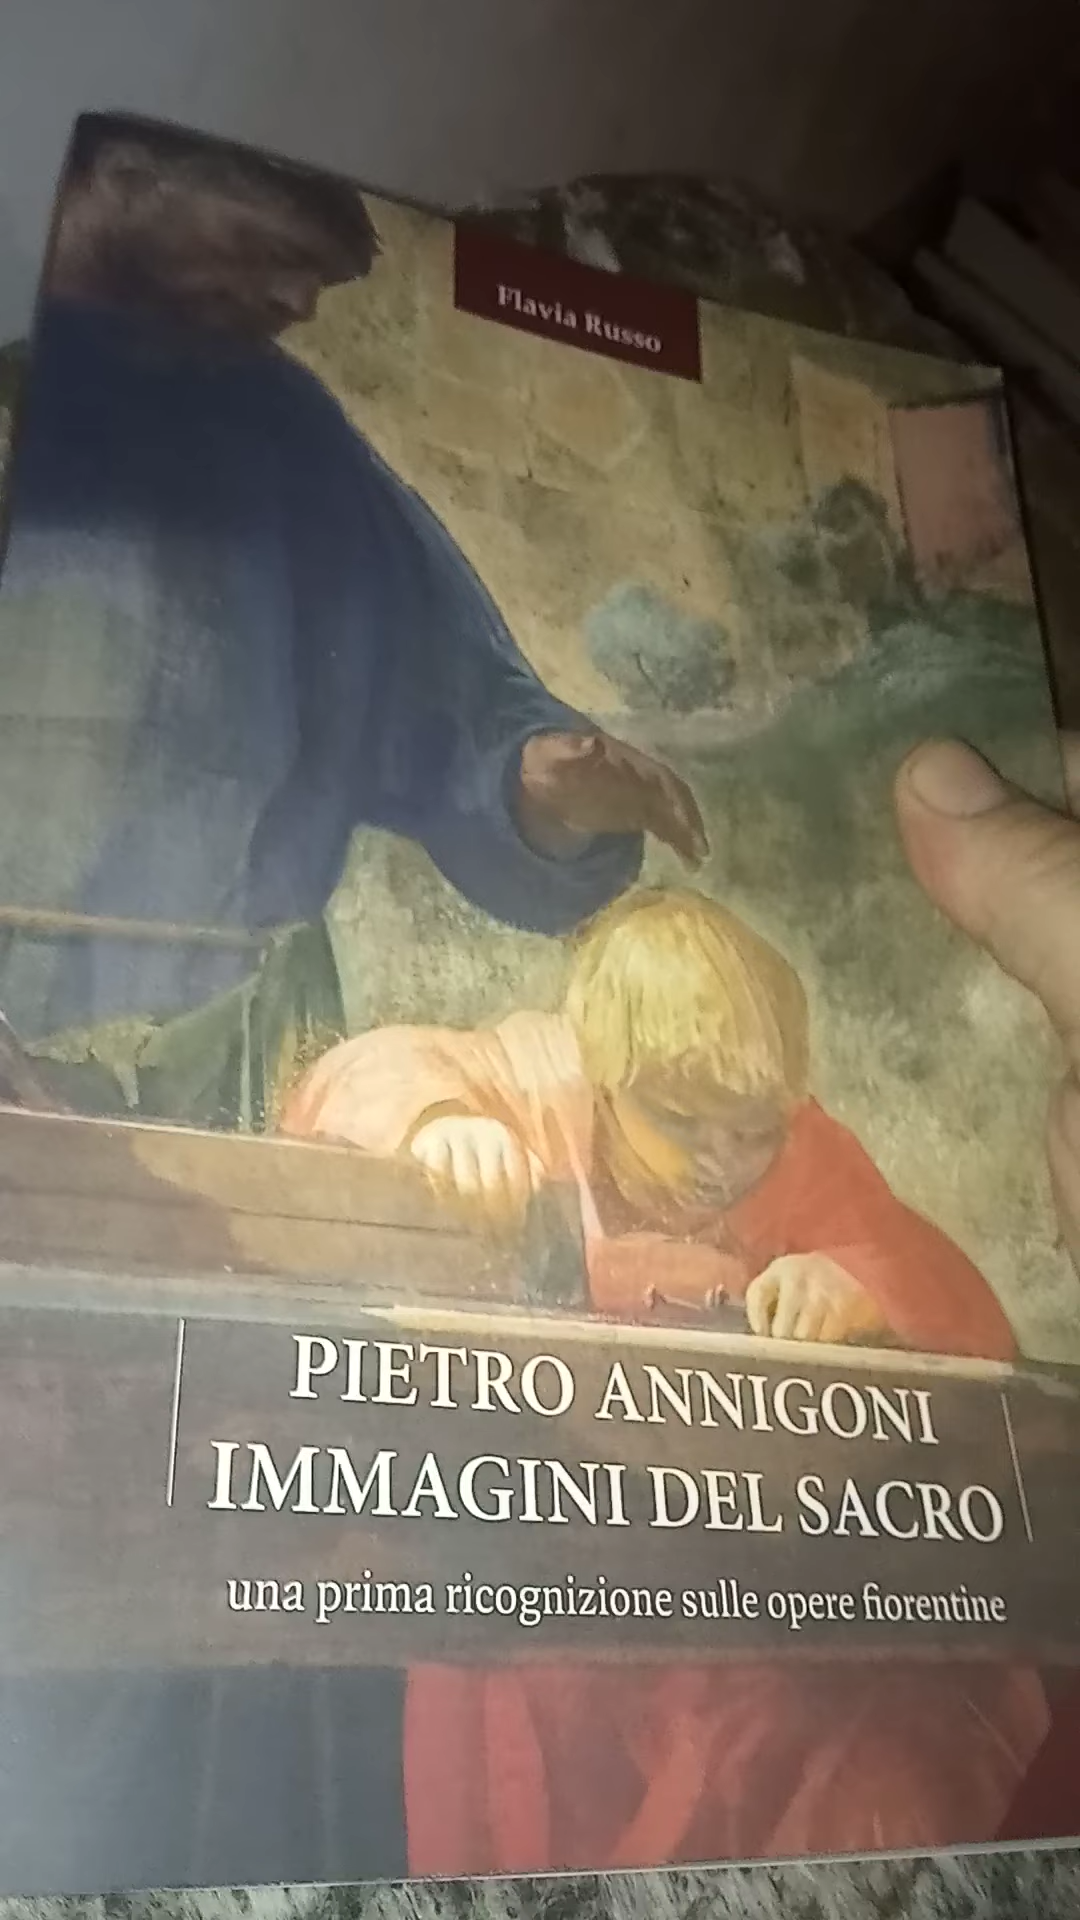 Flavia Russo
PIETRO ANNIGONI
IMMAGINI DEL SACRO
una prima ricognizione sulle opere fiorentine